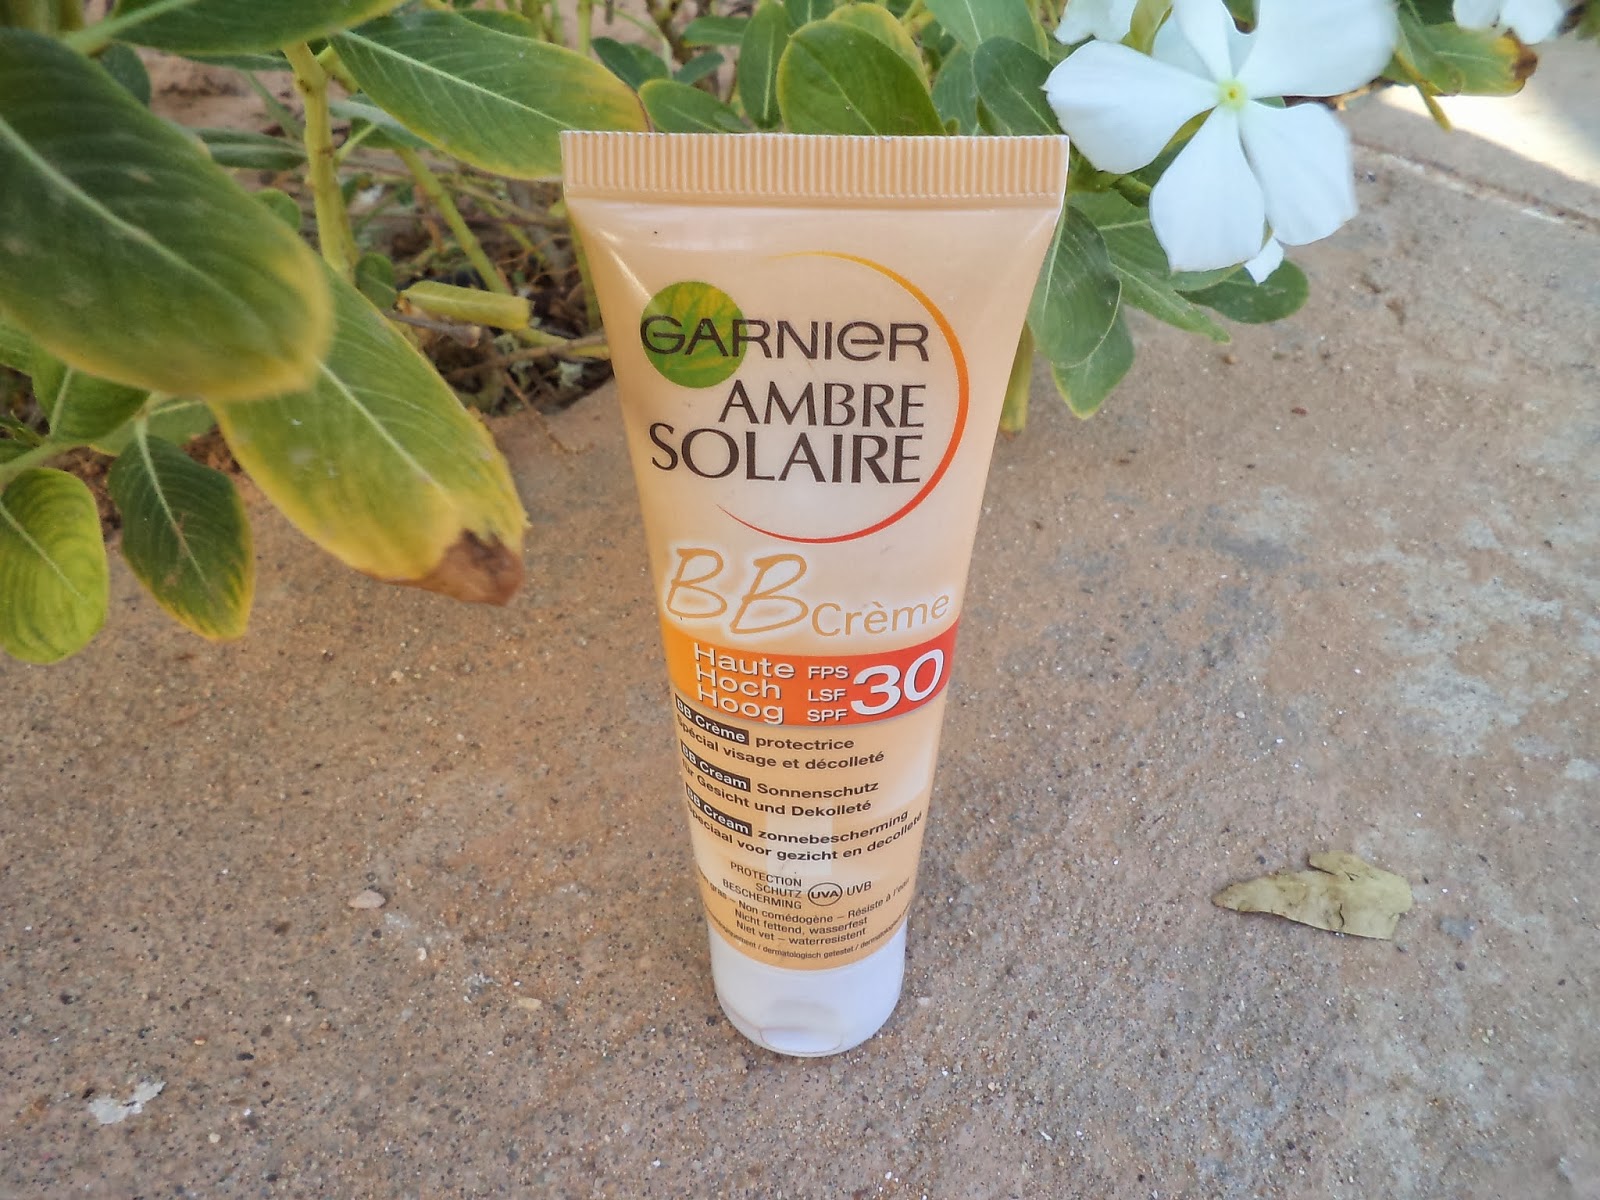 GARNIER
AMBRE
SOLAIRE
BB Crème
Haute
Hoch
Hoog
FPS
LSF
SPF
30
BB Crème protectrice
Spécial visage et décolleté
BB Cream Sonnenschutz
für Gesicht und Dekolleté
BB Cream zonnebescherming
Speciaal voor gezicht en decolleté
PROTECTION
SCHUTZ
BESCHERMING
UVA UVB
gras – Non comédogène – Résiste à l'eau
Nicht fettend, wasserfest
Niet vet – waterresistent
/ dermatologisch getestet /